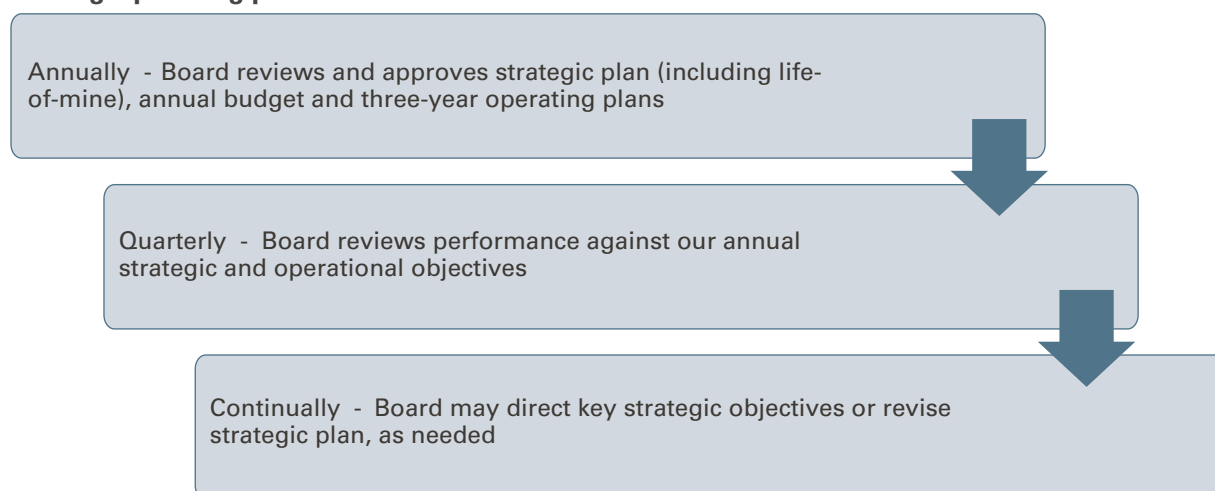 Annually - Board reviews and approves strategic plan (including life-
of-mine), annual budget and three-year operating plans
Quarterly - Board reviews performance against our annual
strategic and operational objectives
Continually - Board may direct key strategic objectives or revise
strategic plan, as needed